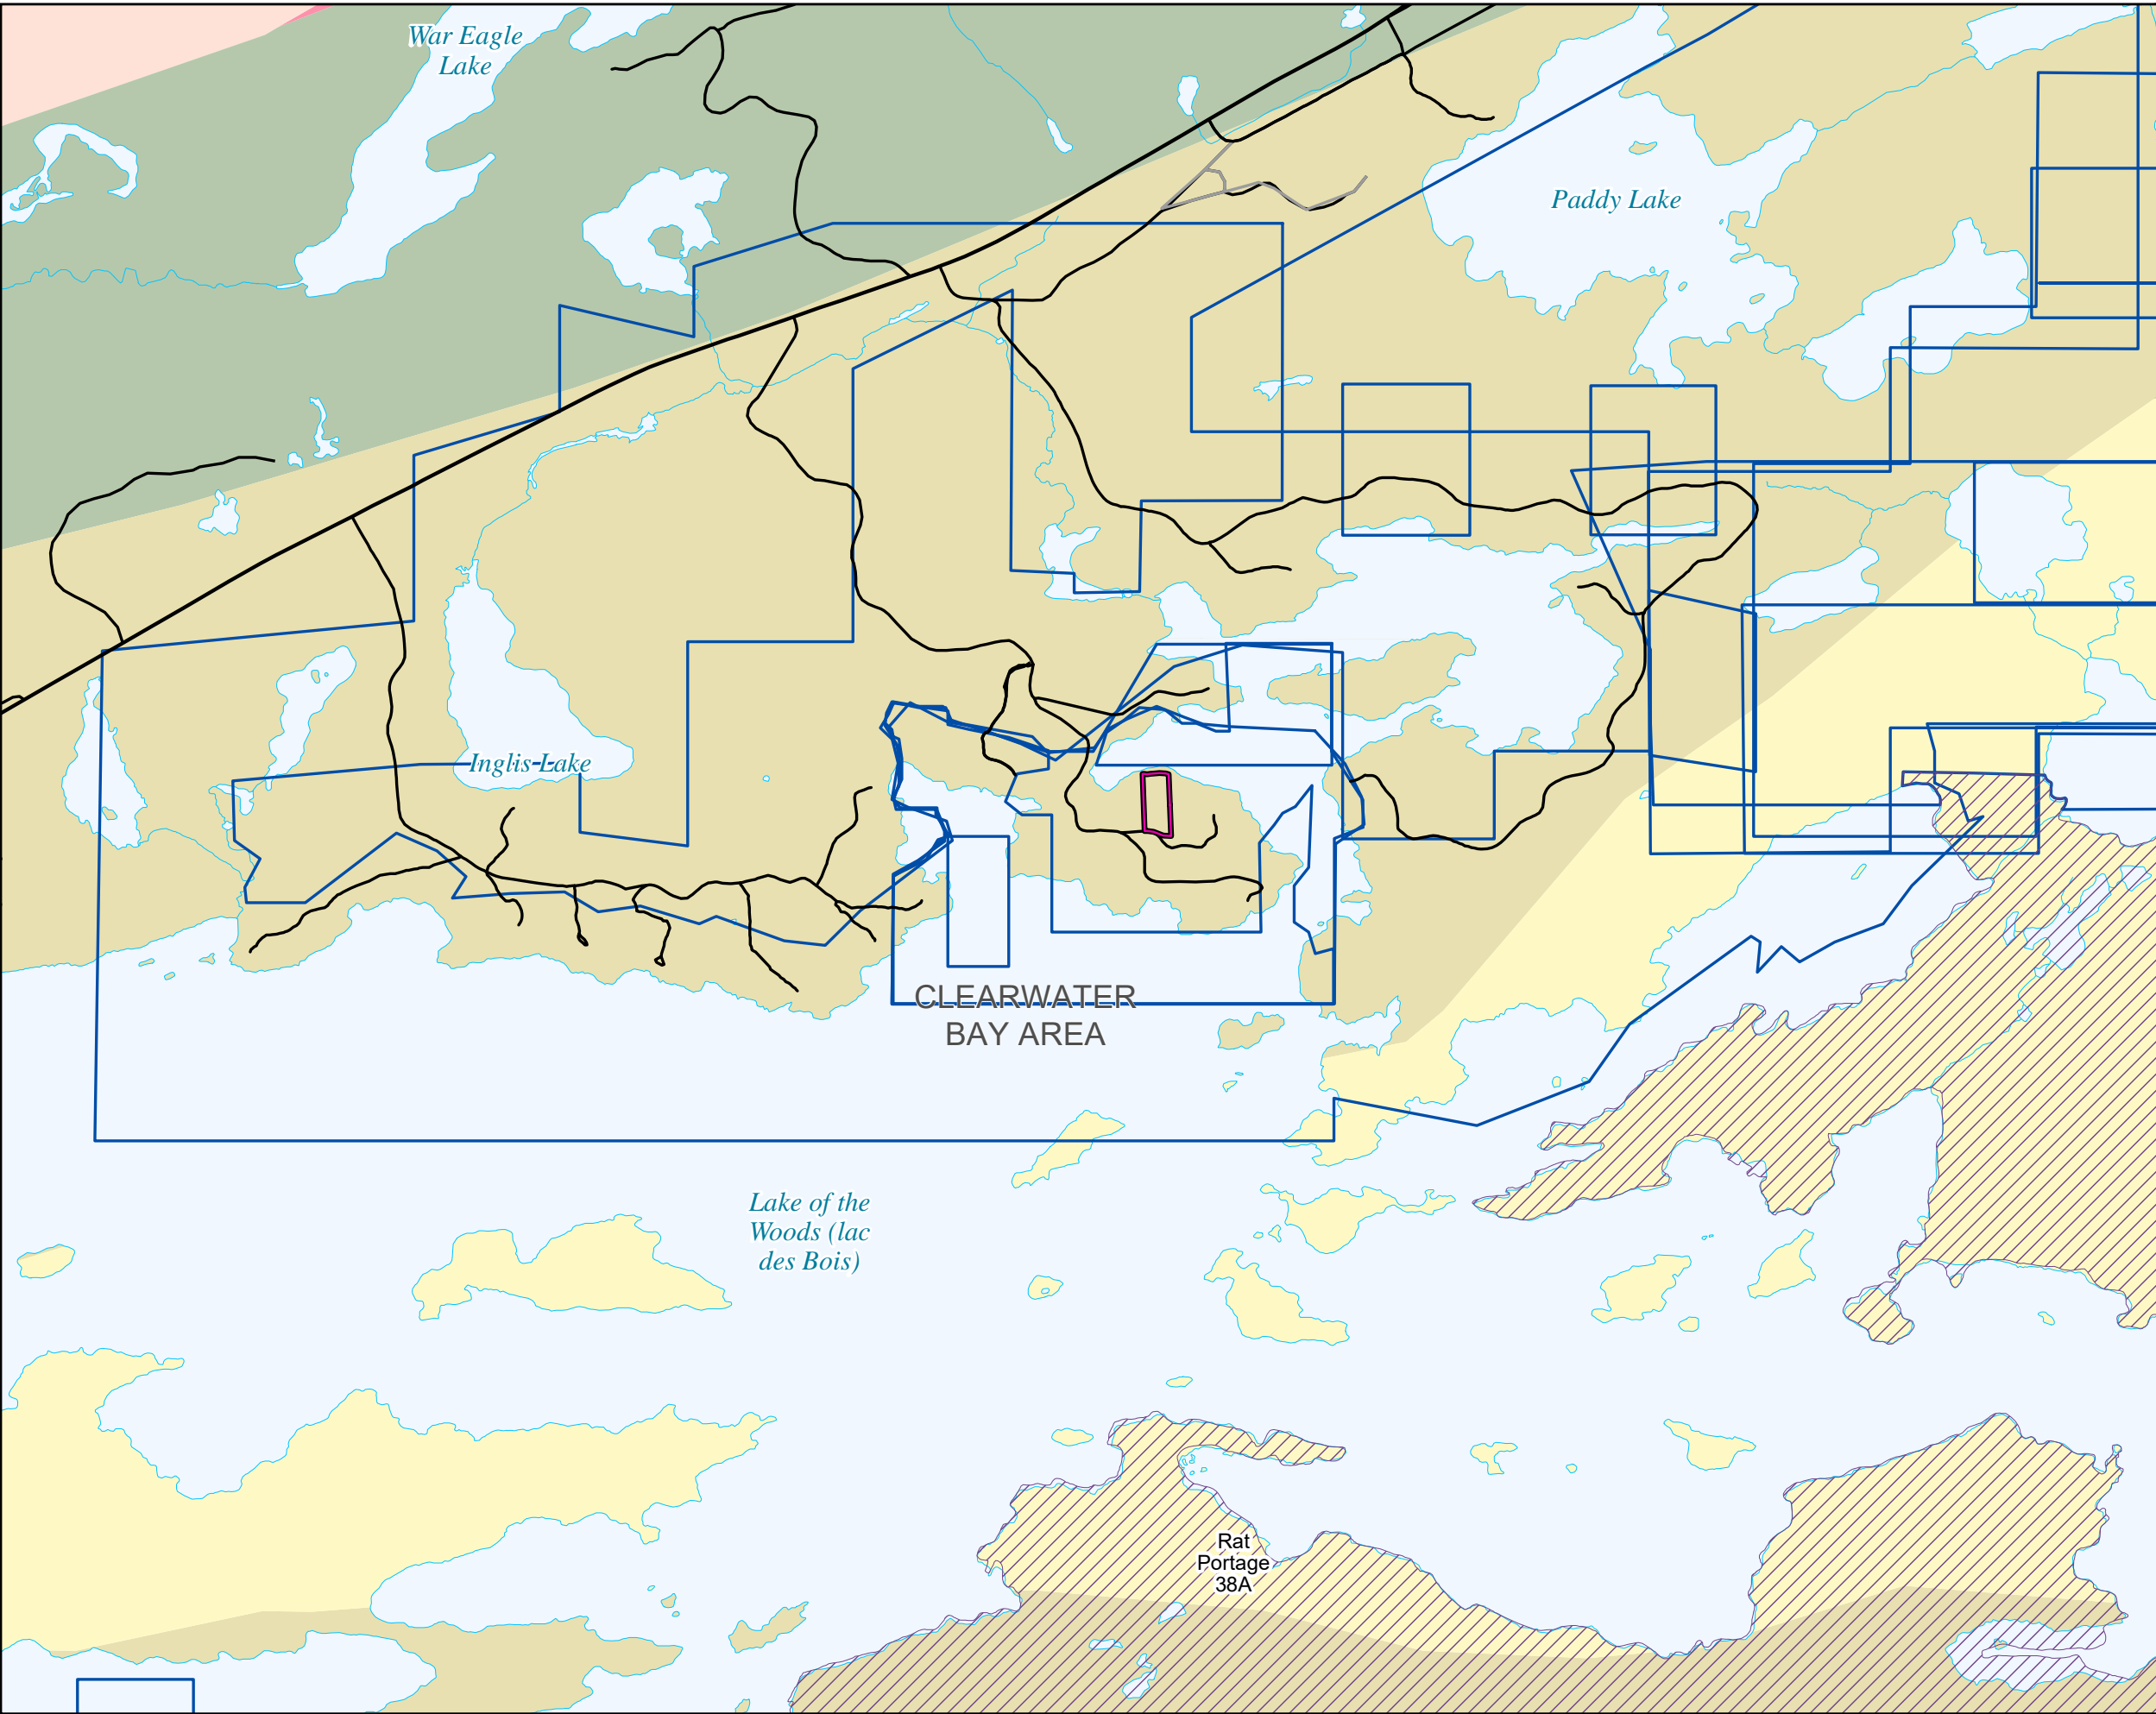 War Eagle
Lake
Paddy Lake
Inglis Lake
CLEARWATER
BAY AREA
Lake of the
Woods (lac
des Bois)
Rat
Portage
38A